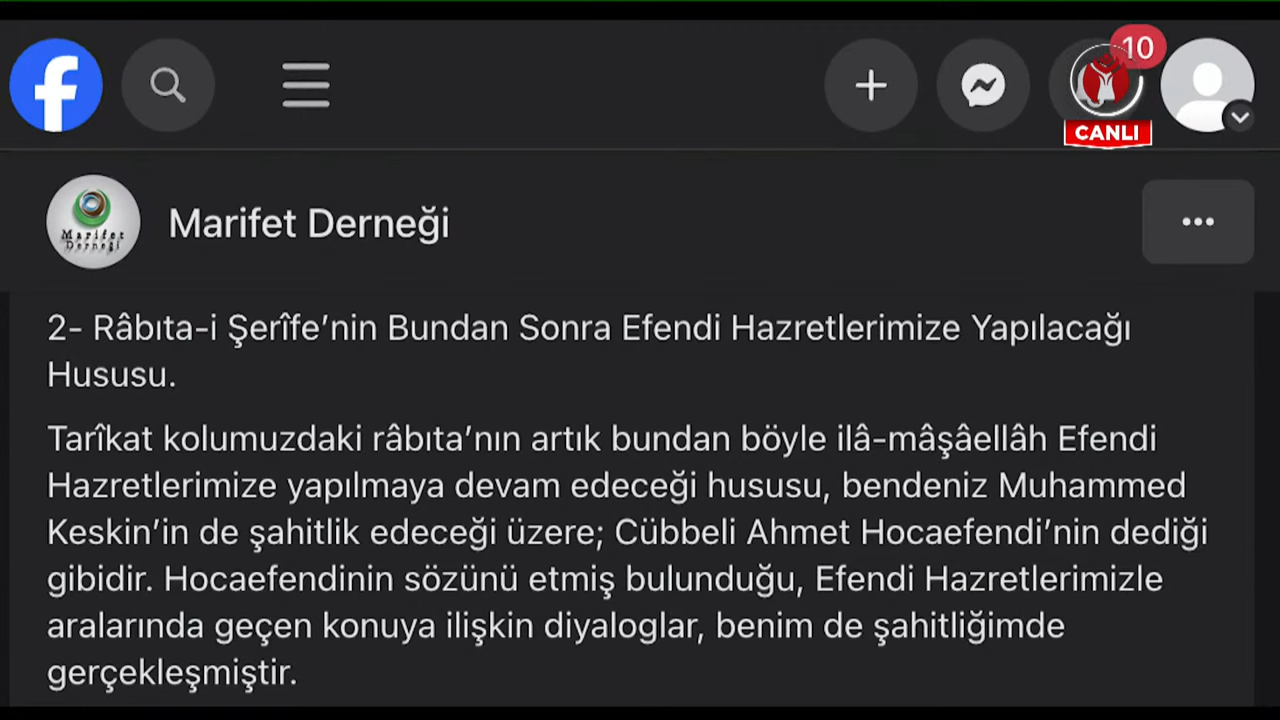 10
CANLI
Marifet Derneği
Marifet
Derneği
2- Râbıta-i Şerîfe’nin Bundan Sonra Efendi Hazretlerimize Yapılacağı
Hususu.
Tarîkat kolumuzdaki râbıta’nın artık bundan böyle ilâ-mâşâellâh Efendi
Hazretlerimize yapılmaya devam edeceği hususu, bendeniz Muhammed
Keskin’in de şahitlik edeceği üzere; Cübbeli Ahmet Hocaefendi’nin dediği
gibidir. Hocaefendinin sözünü etmiş bulunduğu, Efendi Hazretlerimizle
aralarında geçen konuya ilişkin diyaloglar, benim de şahitliğimde
gerçekleşmiştir.